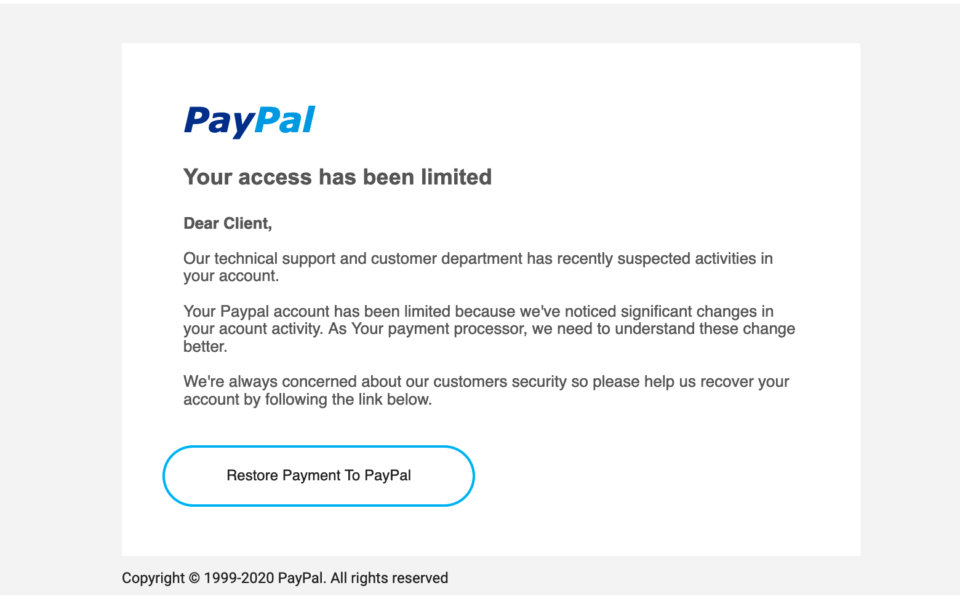 PayPal
Your access has been limited
Dear Client,
Our technical support and customer department has recently suspected activities in
your account.
Your Paypal account has been limited because we've noticed significant changes in
your acount activity. As Your payment processor, we need to understand these change
better.
We're always concerned about our customers security so please help us recover your
account by following the link below.
Restore Payment To PayPal
Copyright © 1999-2020 PayPal. All rights reserved